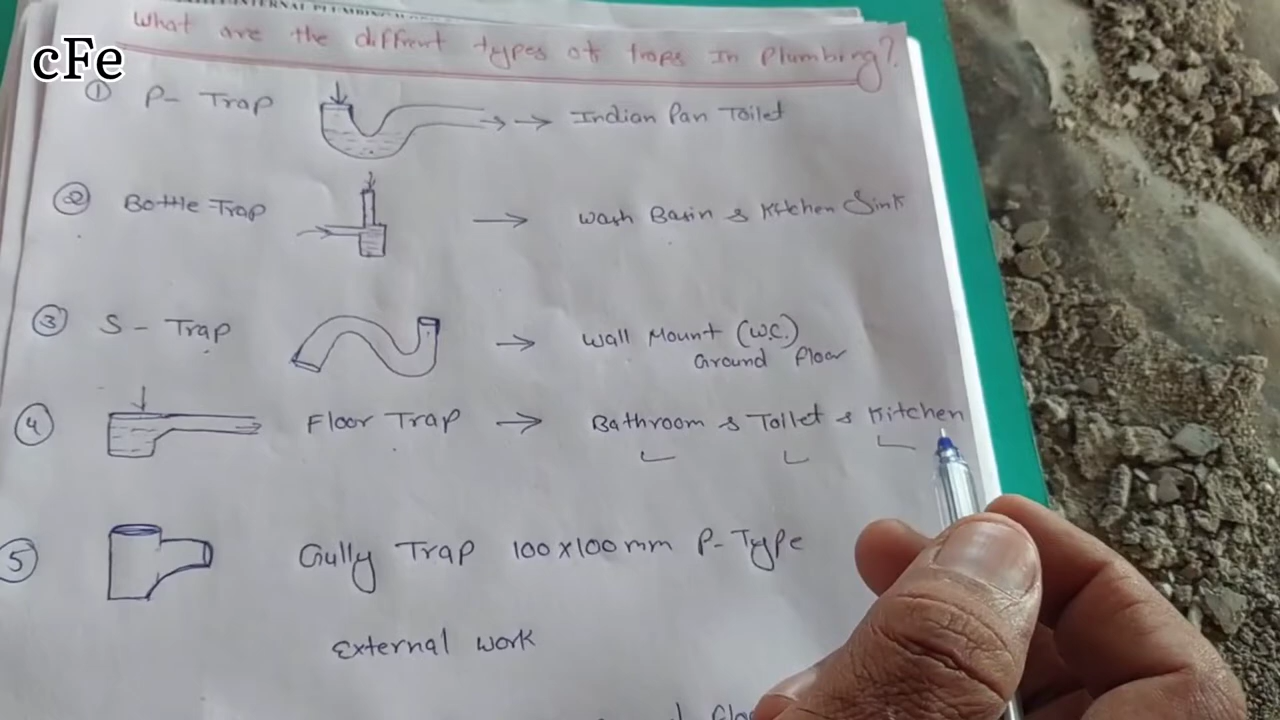 cFe
What are the diffrent types of traps In Plumbing?
① P- Trap → Indian Pan Toilet
② Bottle Trap → Wash Basin & Kitchen Sink
③ S - Trap → Wall Mount (W.C.)
Ground floor
④ Floor Trap → Bathroom & Toilet & Kitchen
⑤ Gully Trap 100x100mm P-Type
External work